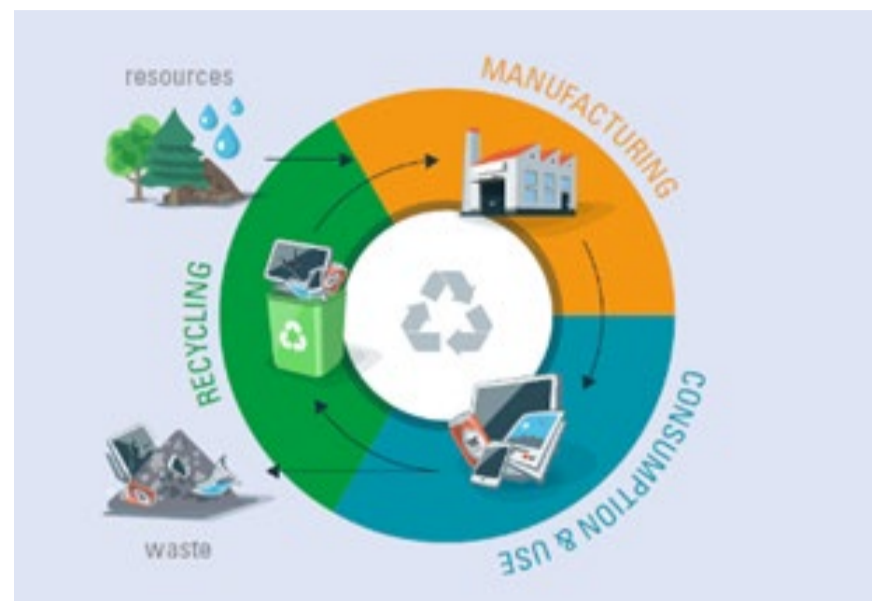 resources
MANUFACTURING
RECYCLING
CONSUMPTION & USE
waste